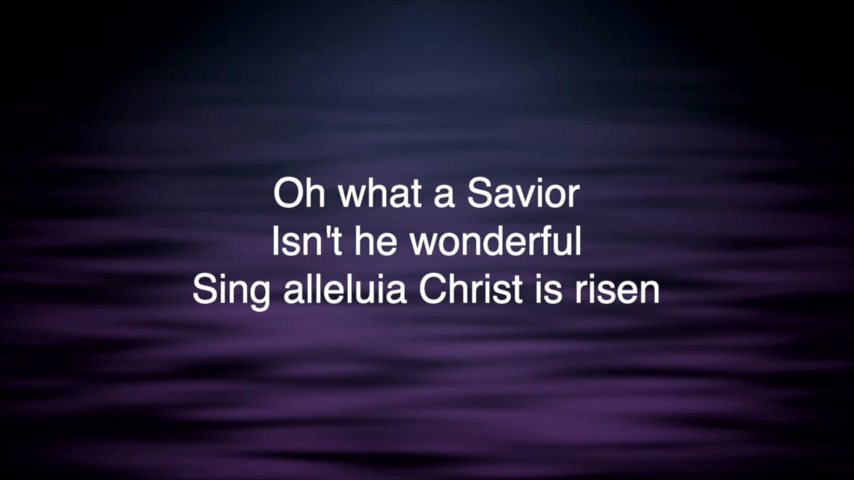 Oh what a Savior
Isn't he wonderful
Sing alleluia Christ is risen